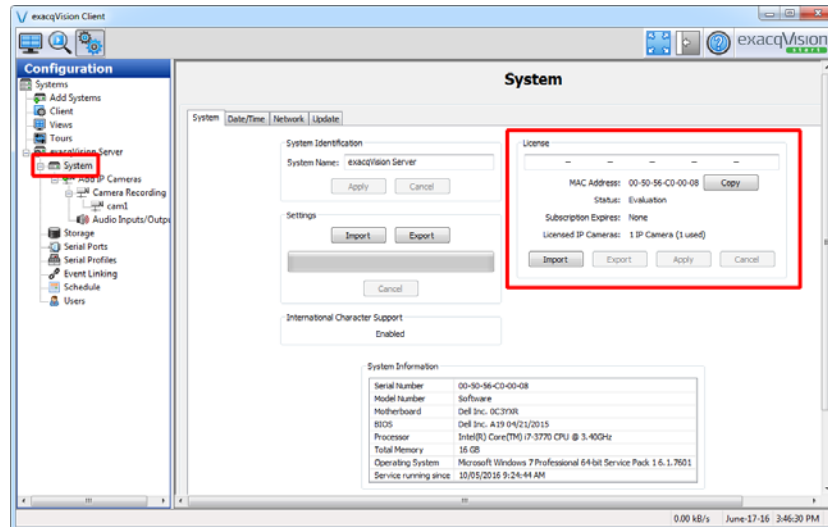 exacqVision Client
exacqVision
start
Configuration
Systems
Add Systems
Client
Views
Tours
exacqVision Server
System
Add IP Cameras
Camera Recording
cam1
Audio Inputs/Outpu
Storage
Serial Ports
Serial Profiles
Event Linking
Schedule
Users
System
System Date/Time Network Update
System Identification
System Name: exacqVision Server
Apply Cancel
Settings
Import Export
Cancel
International Character Support
Enabled
License
– – – – –
MAC Address: 00-50-56-C0-00-08 Copy
Status: Evaluation
Subscription Expires: None
Licensed IP Cameras: 1 IP Camera (1 used)
Import Export Apply Cancel
System Information
Serial Number 00-50-56-C0-00-08
Model Number Software
Motherboard Dell Inc. 0C3YXR
BIOS Dell Inc. A19 04/21/2015
Processor Intel(R) Core(TM) i7-3770 CPU @ 3.40GHz
Total Memory 16 GB
Operating System Microsoft Windows 7 Professional 64-bit Service Pack 1 6.1.7601
Service running since 10/05/2016 9:24:44 AM
0.00 kB/s June-17-16 3:46:30 PM